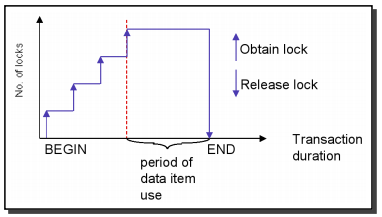 No. of locks
Obtain lock
Release lock
BEGIN
END
Transaction
duration
period of
data item
use